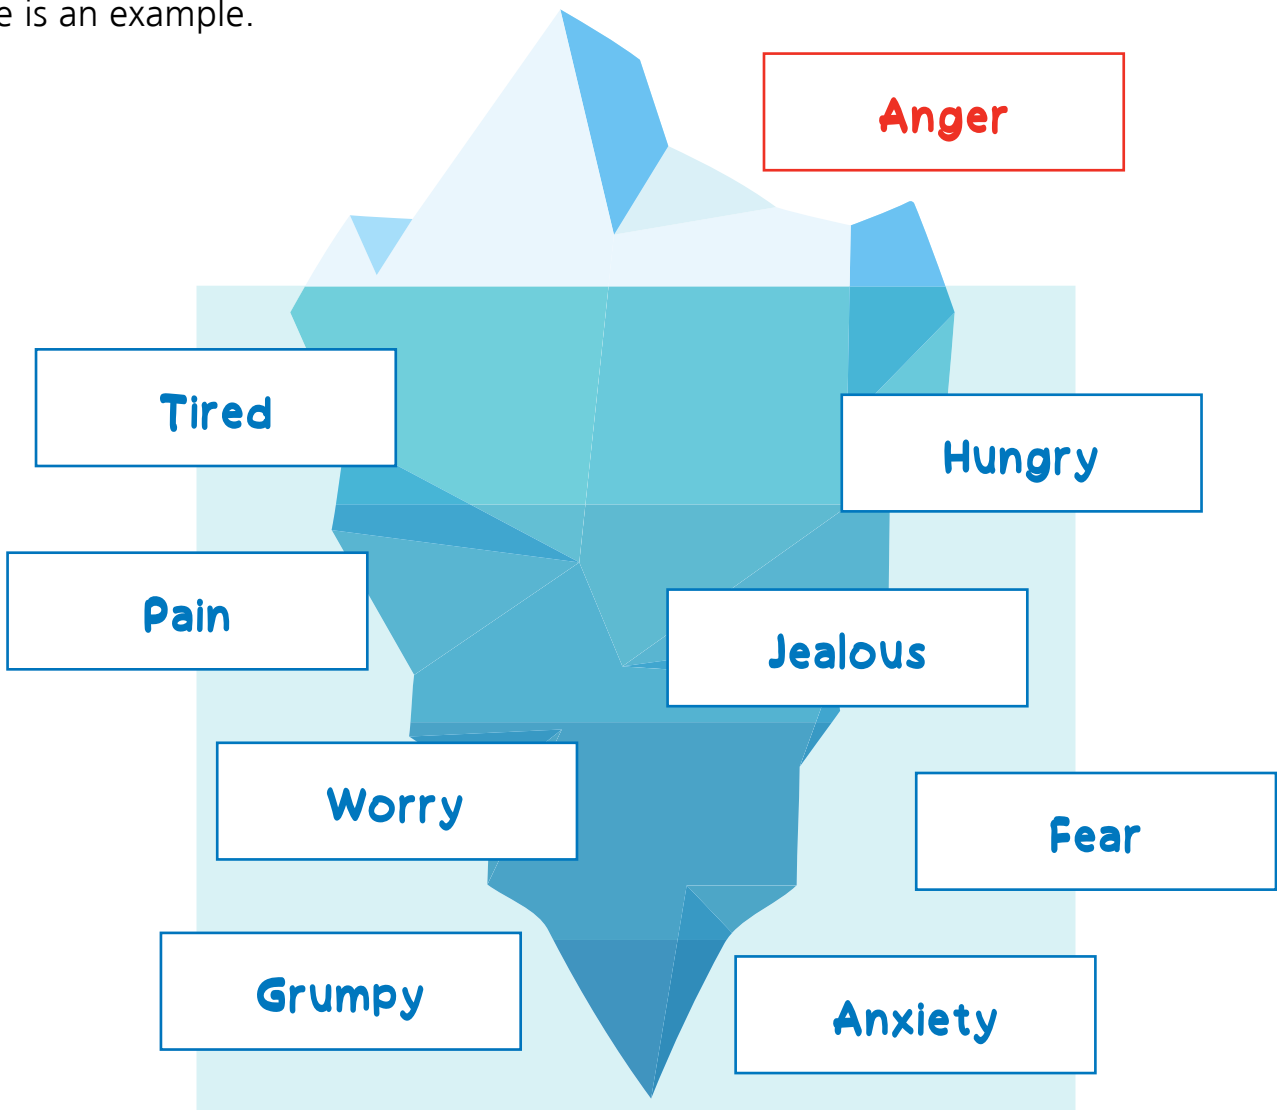 e is an example.
Anger
Tired
Hungry
Pain
Jealous
Worry
Fear
Grumpy
Anxiety